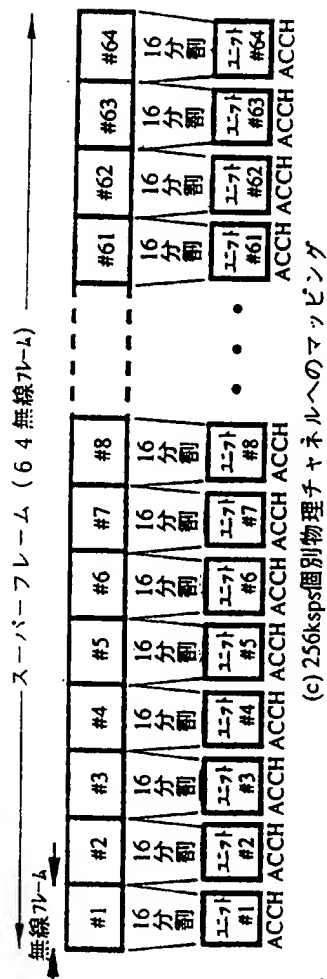 スーパーフレーム (64無線フレーム)
無線フレーム
#1 #2 #3 #4 #5 #6 #7 #8 #61 #62 #63 #64
16分割 16分割 16分割 16分割 16分割 16分割 16分割 16分割 16分割 16分割 16分割 16分割
ユニット#1 ユニット#2 ユニット#3 ユニット#4 ユニット#5 ユニット#6 ユニット#7 ユニット#8 ユニット#61 ユニット#62 ユニット#63 ユニット#64
ACCH ACCH ACCH ACCH ACCH ACCH ACCH ACCH ACCH ACCH ACCH ACCH
(c) 256ksps個別物理チャネルへのマッピング